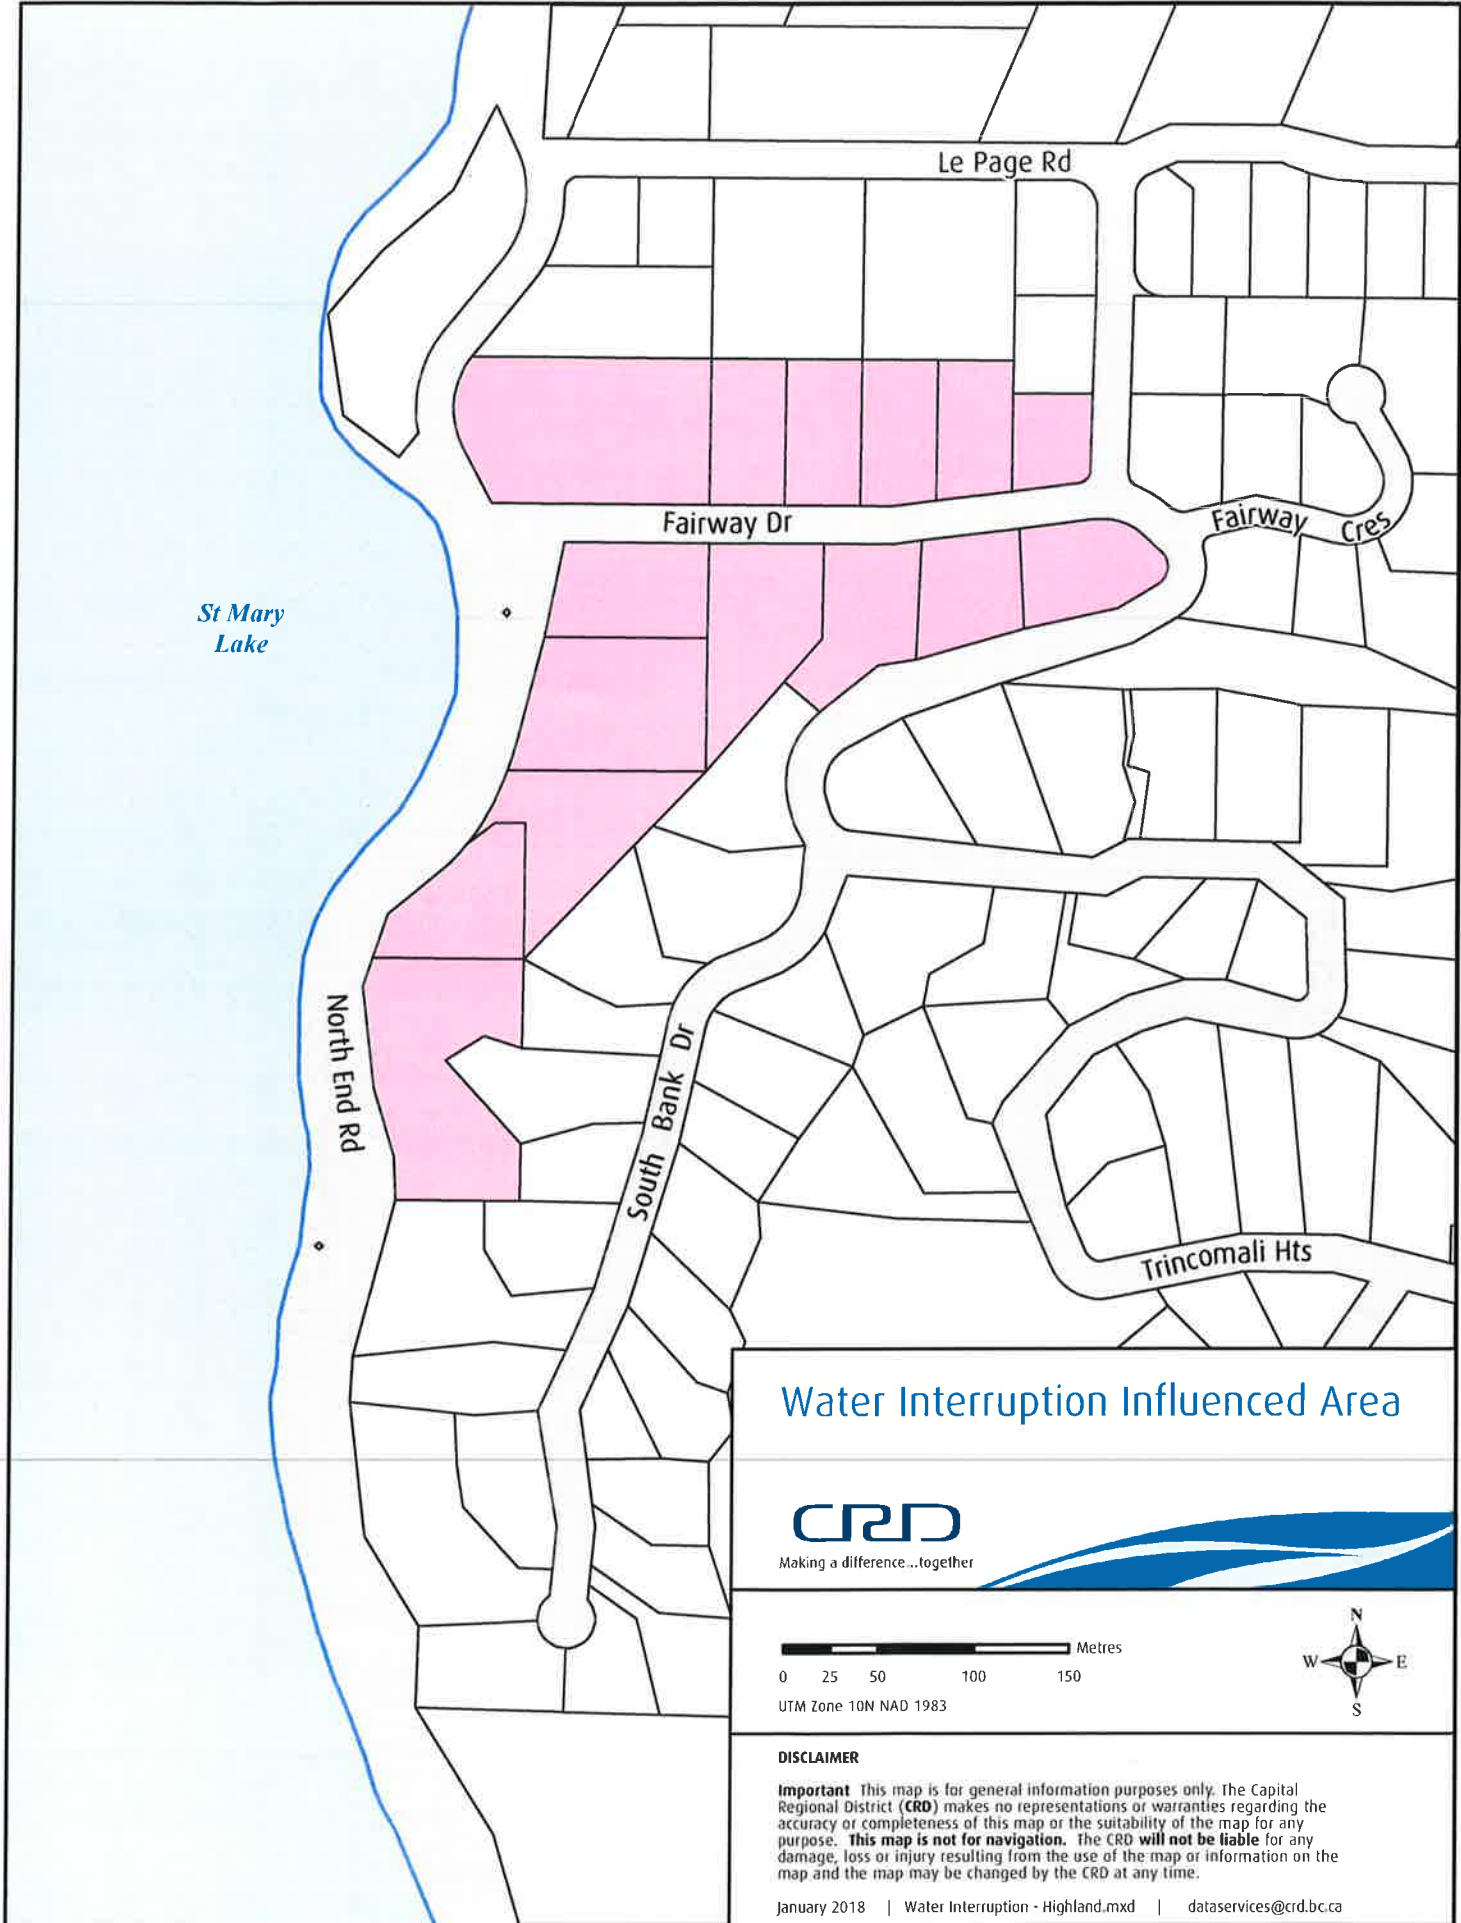 Le Page Rd
Fairway Dr
Fairway Cres
St Mary
Lake
North End Rd
South Bank Dr
Trincomali Hts
Water Interruption Influenced Area
CRD
Making a difference...together
Metres
0 25 50 100 150
UTM Zone 10N NAD 1983
N
W E
S
DISCLAIMER
Important This map is for general information purposes only. The Capital
Regional District (CRD) makes no representations or warranties regarding the
accuracy or completeness of this map or the suitability of the map for any
purpose. This map is not for navigation. The CRD will not be liable for any
damage, loss or injury resulting from the use of the map or information on the
map and the map may be changed by the CRD at any time.
January 2018 | Water Interruption - Highland.mxd | dataservices@crd.bc.ca